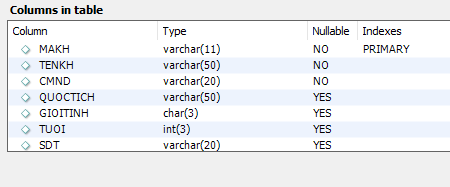 Columns in table
Column Type Nullable Indexes
MAKH varchar(11) NO PRIMARY
TENKH varchar(50) NO
CMND varchar(20) NO
QUOCTICH varchar(50) YES
GIOITINH char(3) YES
TUOI int(3) YES
SDT varchar(20) YES